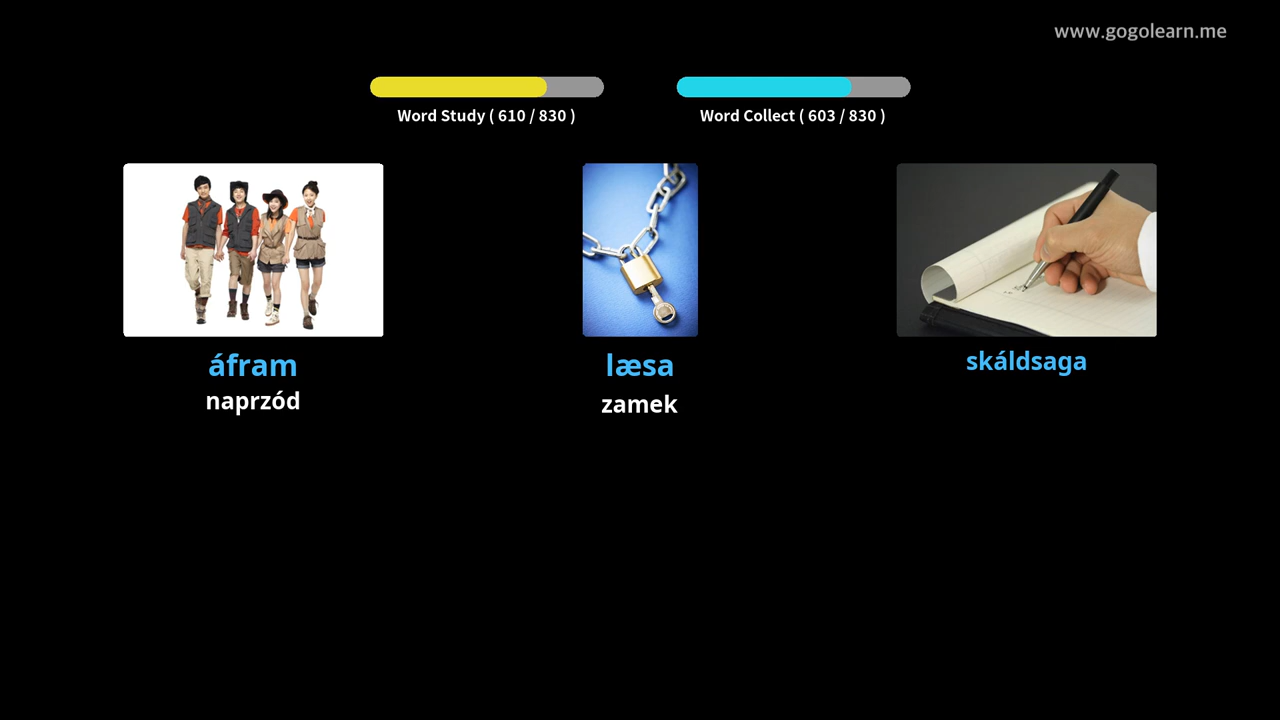 www.gogolearn.me
Word Study ( 610 / 830 )
Word Collect ( 603 / 830 )
áfram
naprzód
læsa
zamek
skáldsaga